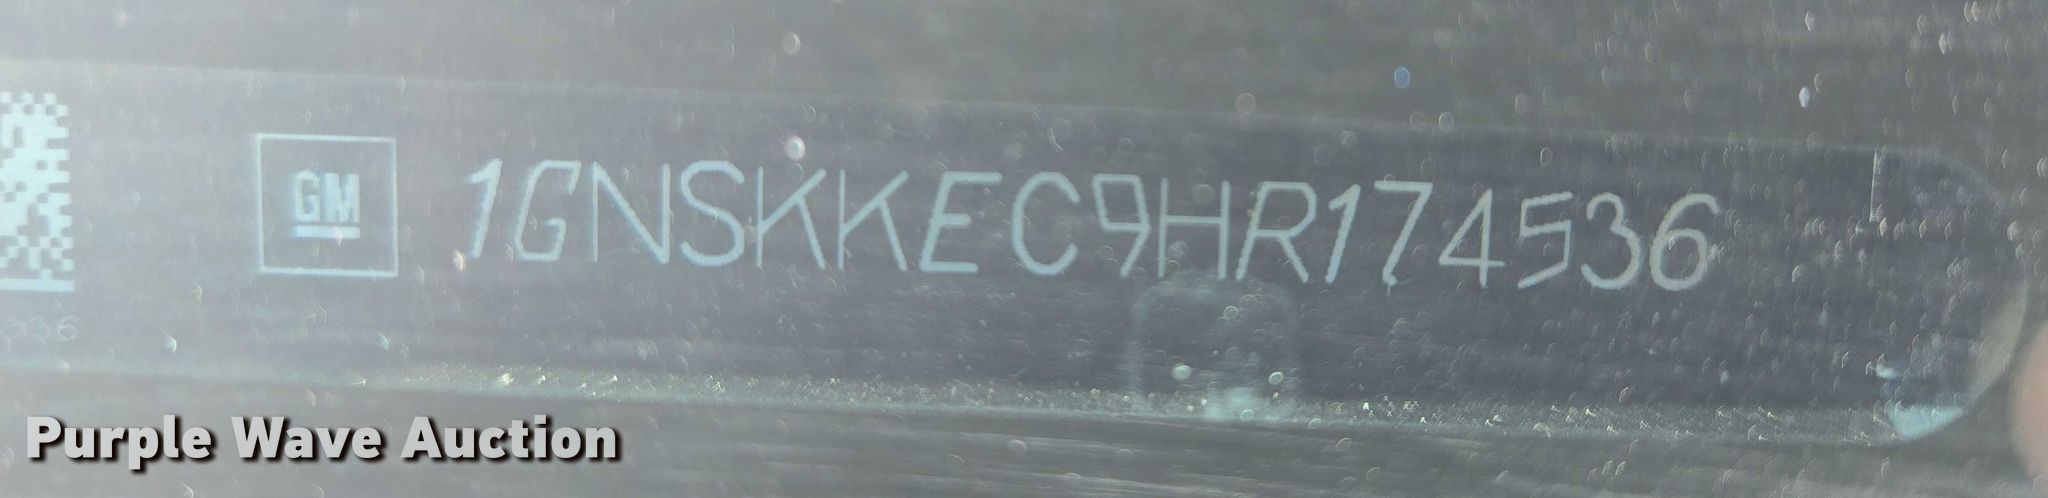 GM 1GNSKKEC9HR174536
Purple Wave Auction